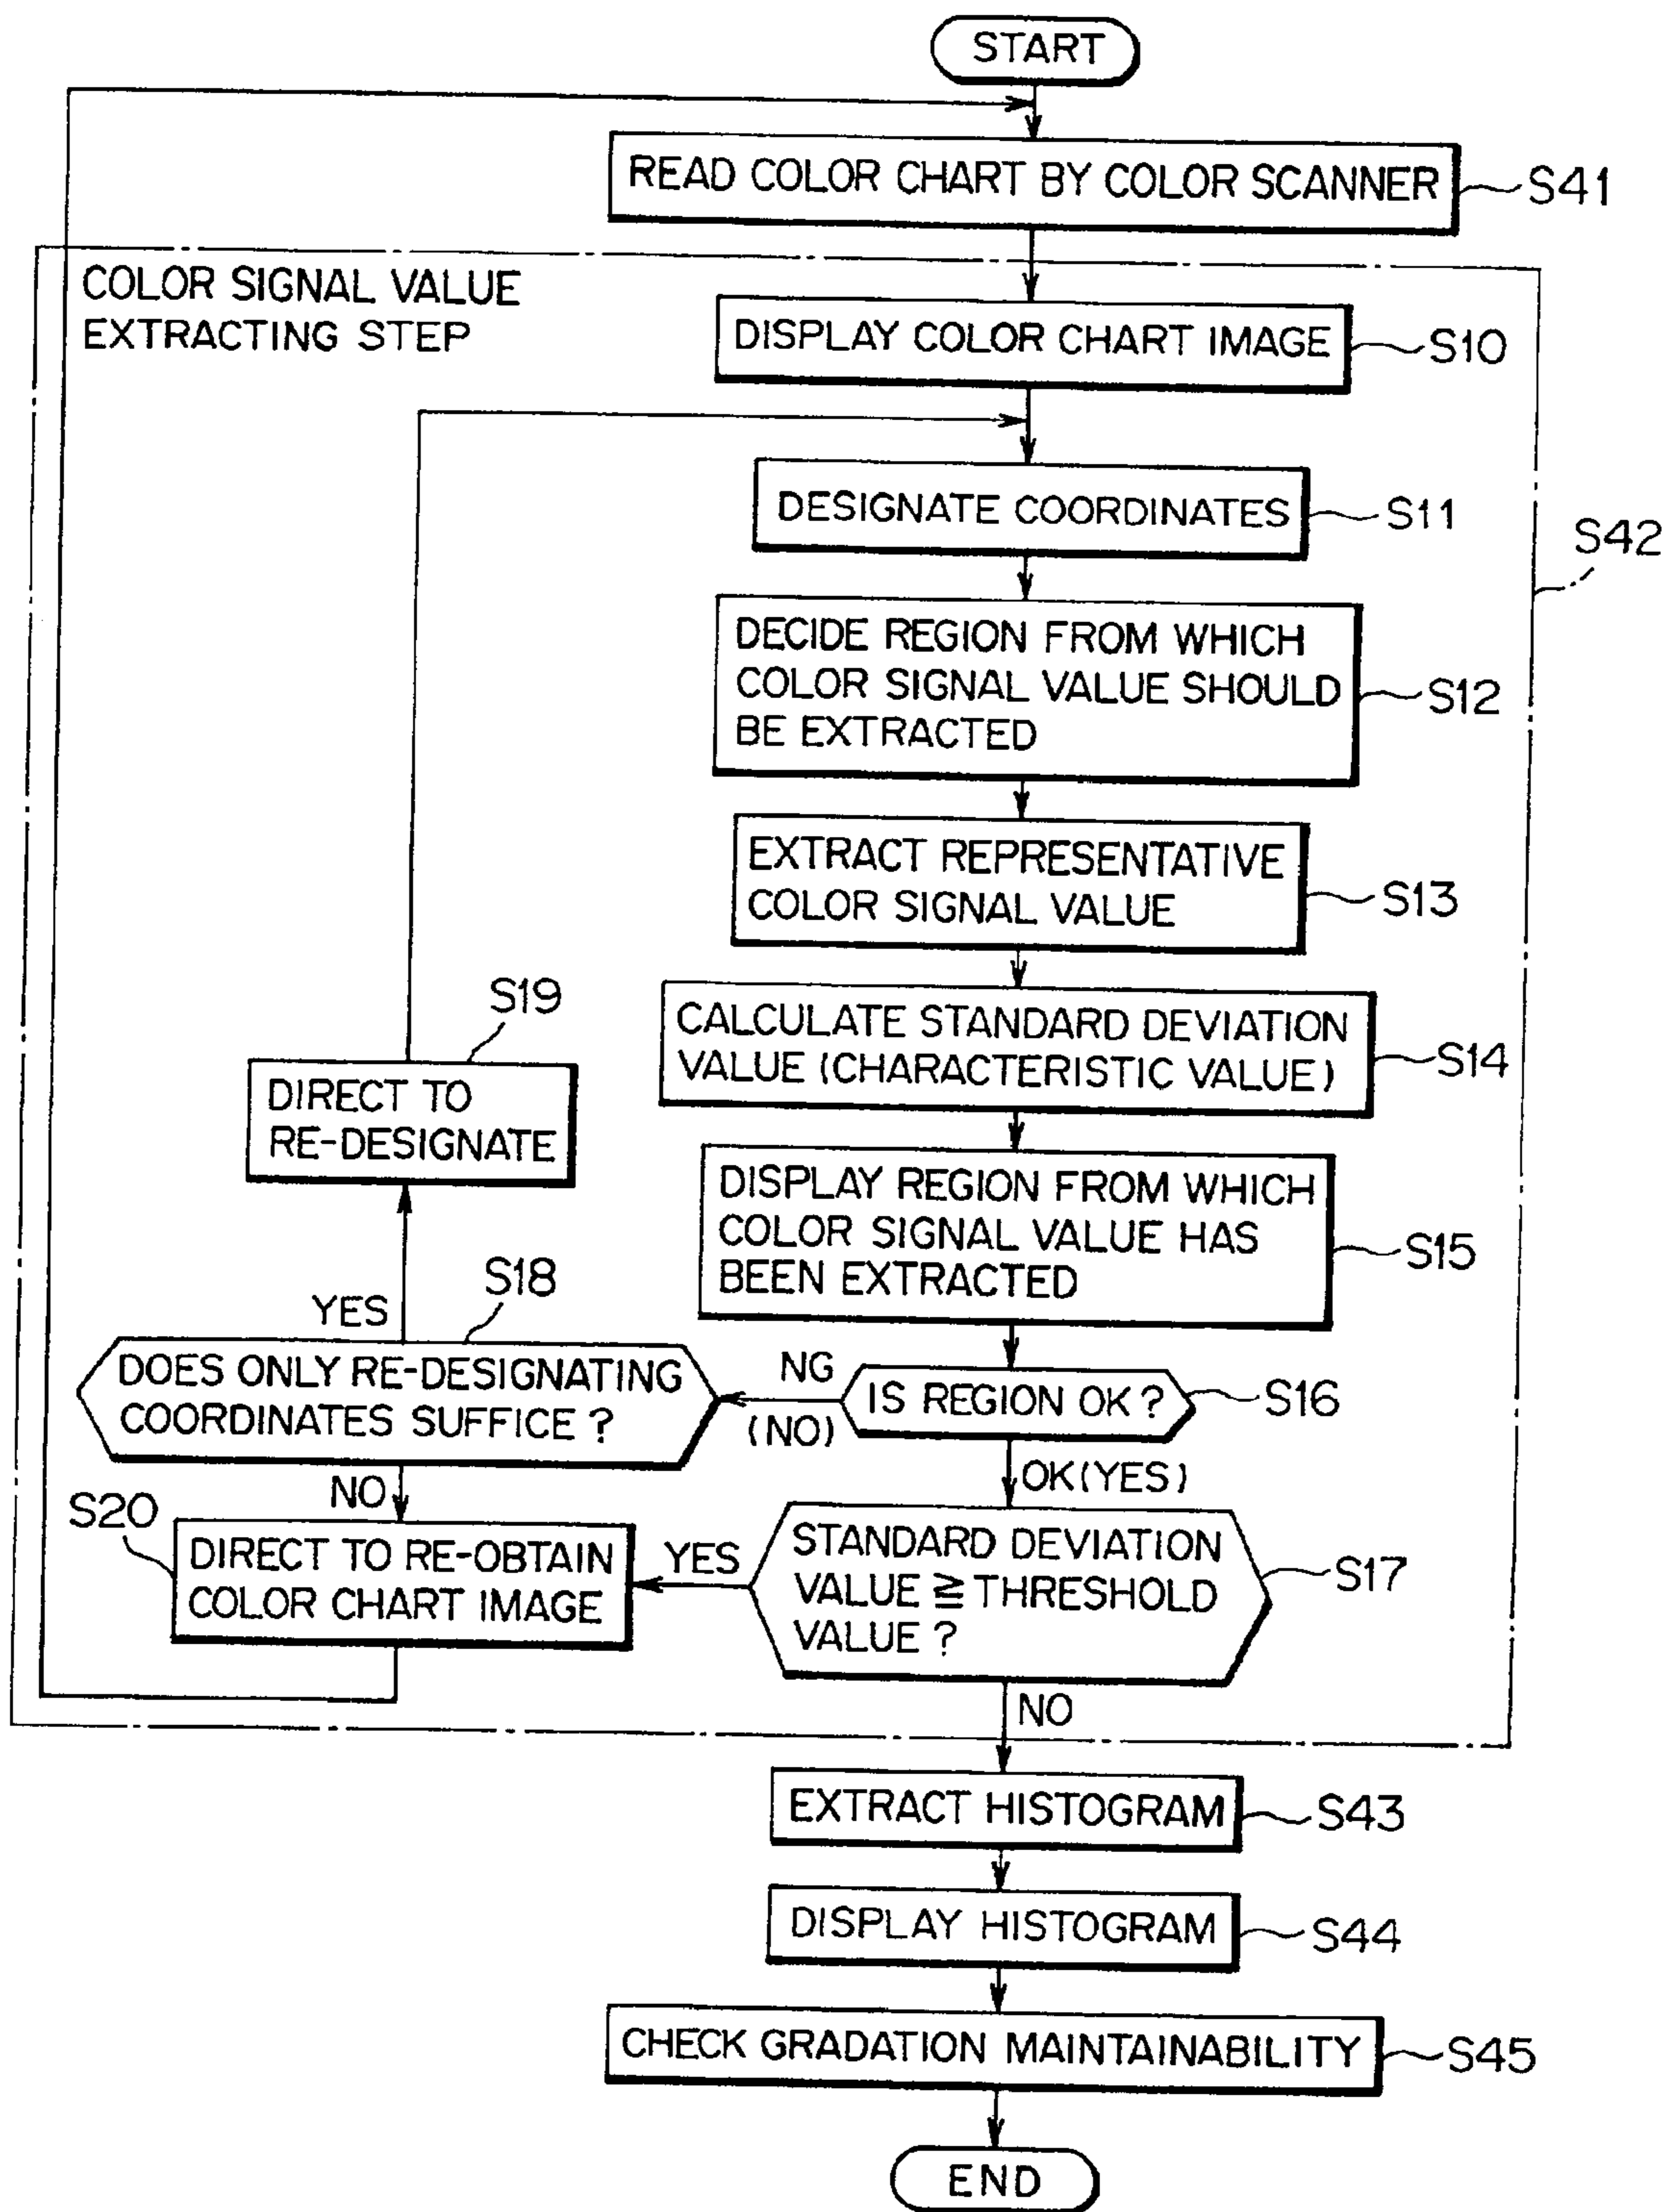 START
READ COLOR CHART BY COLOR SCANNER
S41
COLOR SIGNAL VALUE
EXTRACTING STEP
DISPLAY COLOR CHART IMAGE
S10
DESIGNATE COORDINATES
S11
S42
DECIDE REGION FROM WHICH
COLOR SIGNAL VALUE SHOULD
BE EXTRACTED
S12
EXTRACT REPRESENTATIVE
COLOR SIGNAL VALUE
S13
CALCULATE STANDARD DEVIATION
VALUE (CHARACTERISTIC VALUE)
S14
S19
DIRECT TO
RE-DESIGNATE
DISPLAY REGION FROM WHICH
COLOR SIGNAL VALUE HAS
BEEN EXTRACTED
S15
YES
S18
DOES ONLY RE-DESIGNATING
COORDINATES SUFFICE ?
NG
(NO)
IS REGION OK ?
S16
OK(YES)
NO
S20
DIRECT TO RE-OBTAIN
COLOR CHART IMAGE
YES
STANDARD DEVIATION
VALUE ≧ THRESHOLD
VALUE ?
S17
NO
EXTRACT HISTOGRAM
S43
DISPLAY HISTOGRAM
S44
CHECK GRADATION MAINTAINABILITY
S45
END